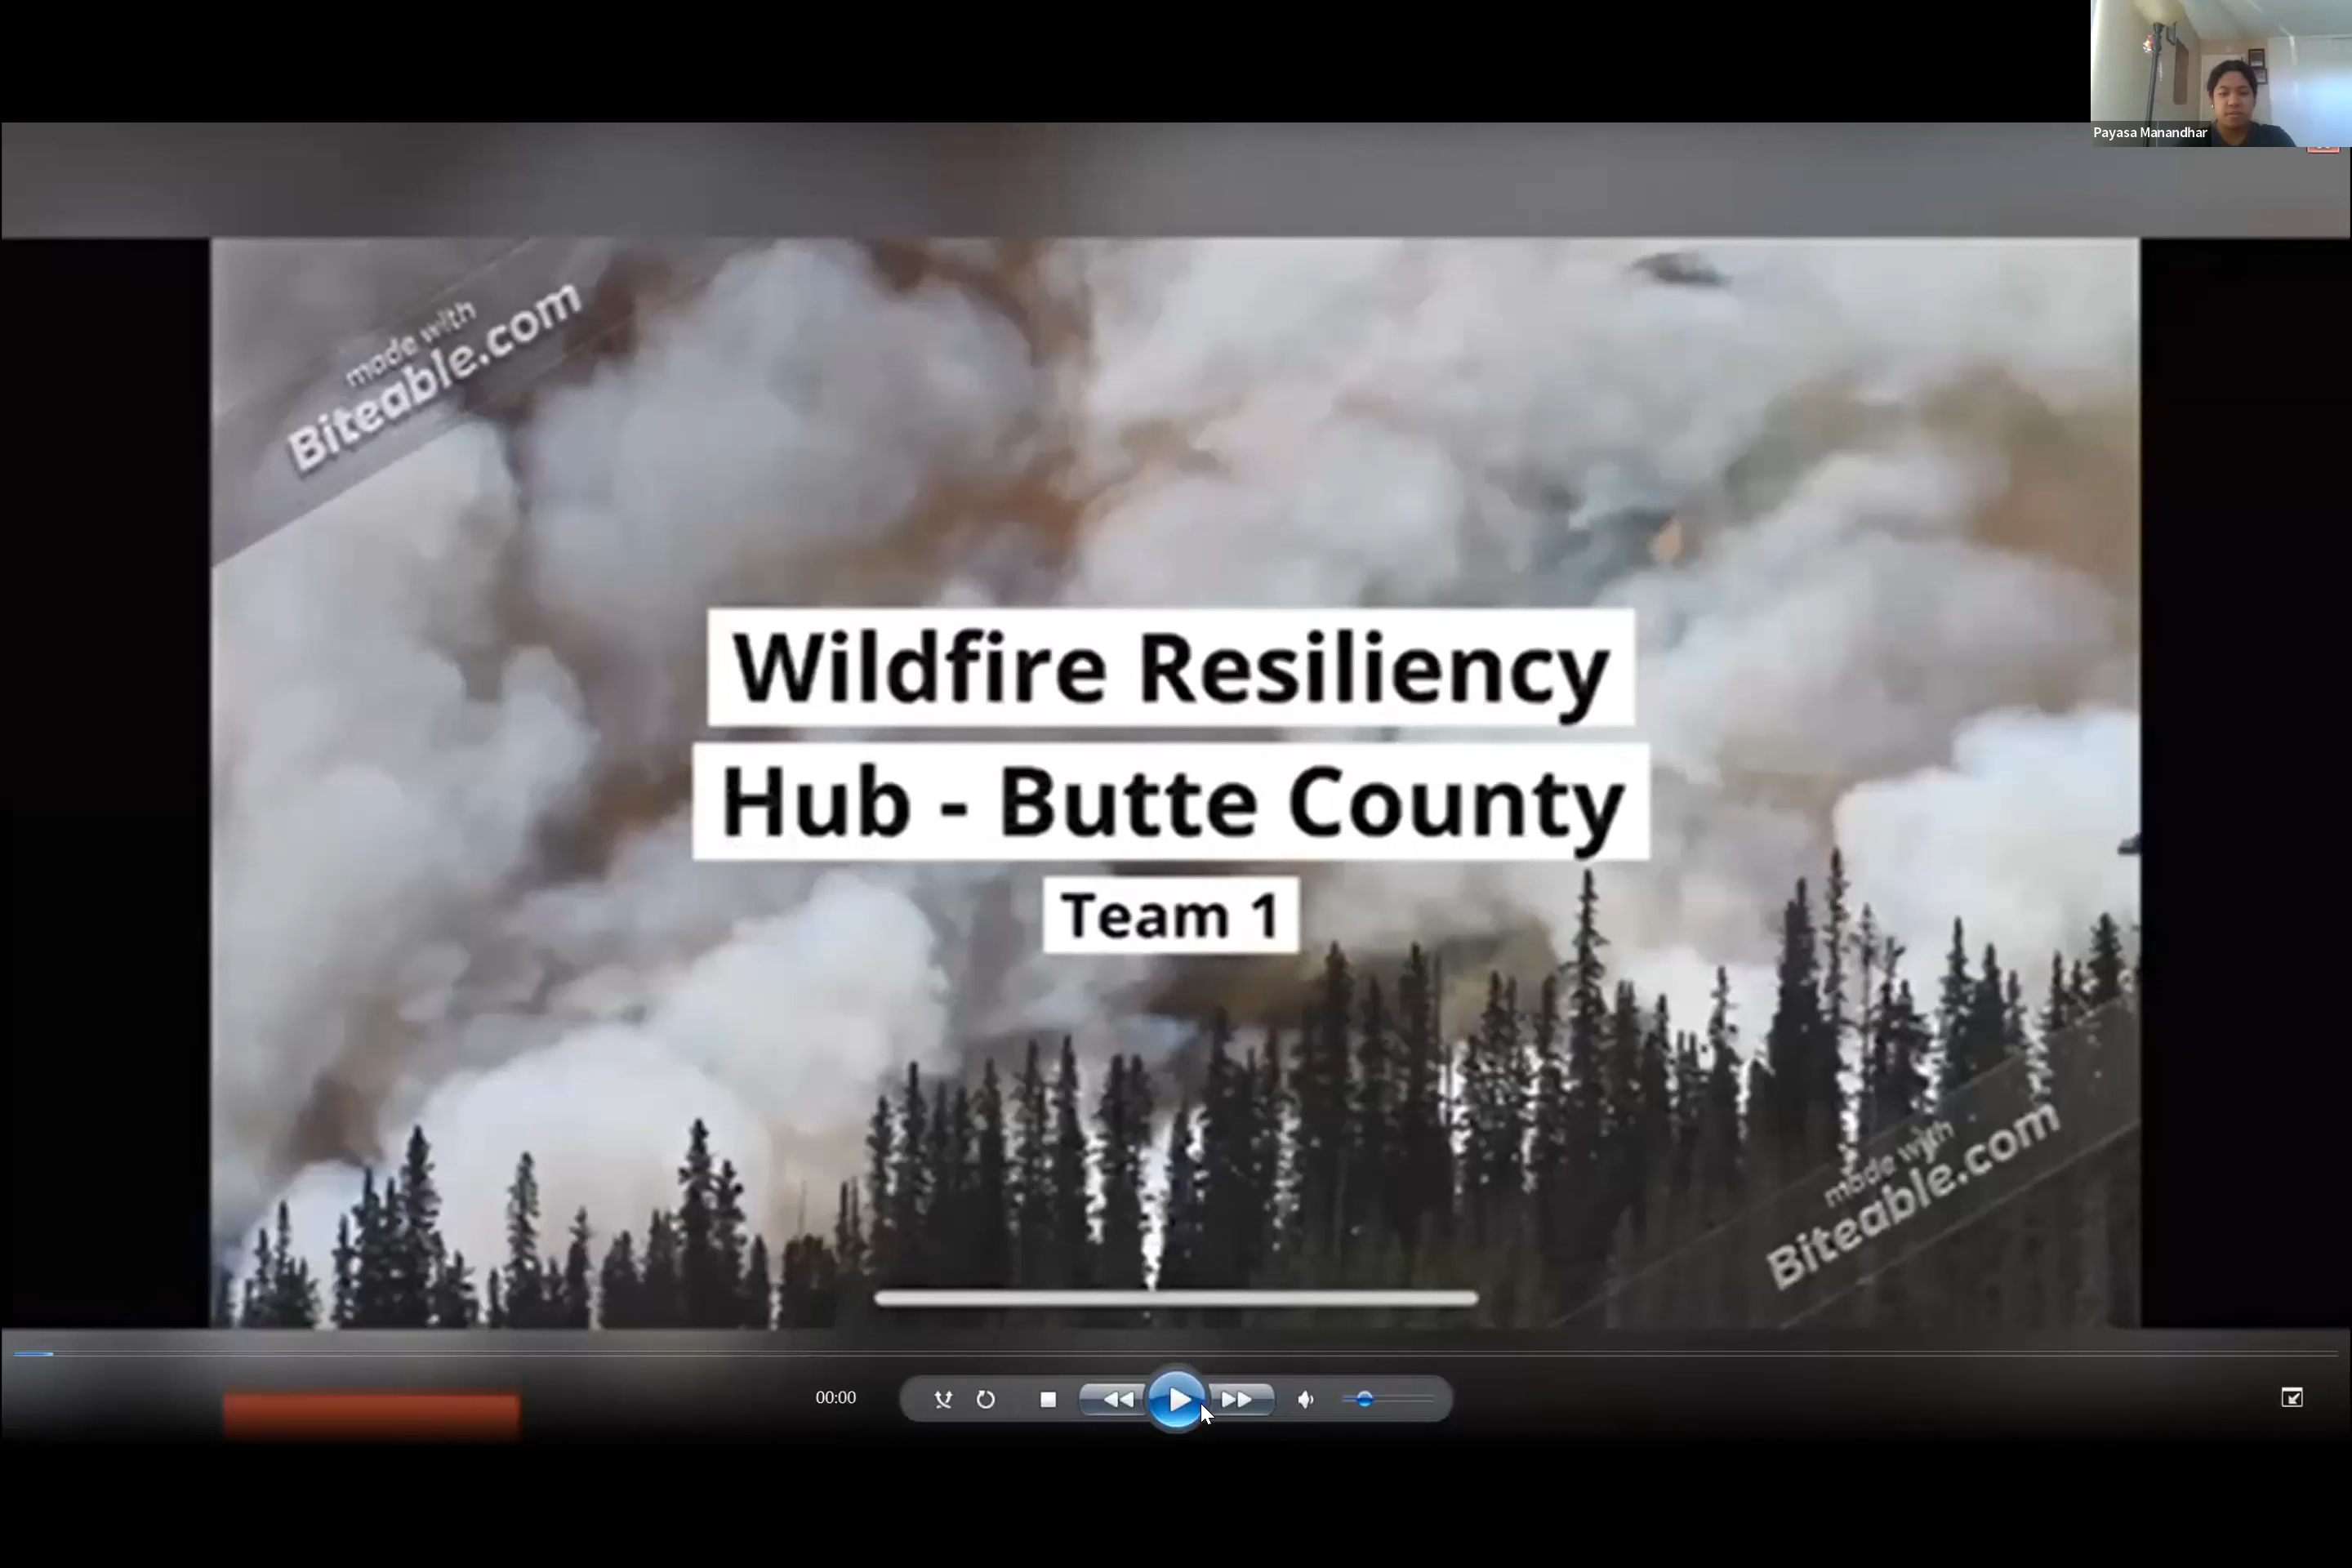 Payasa Manandhar
made with
Biteable.com
Wildfire Resiliency
Hub - Butte County
Team 1
made with
Biteable.com
00:00